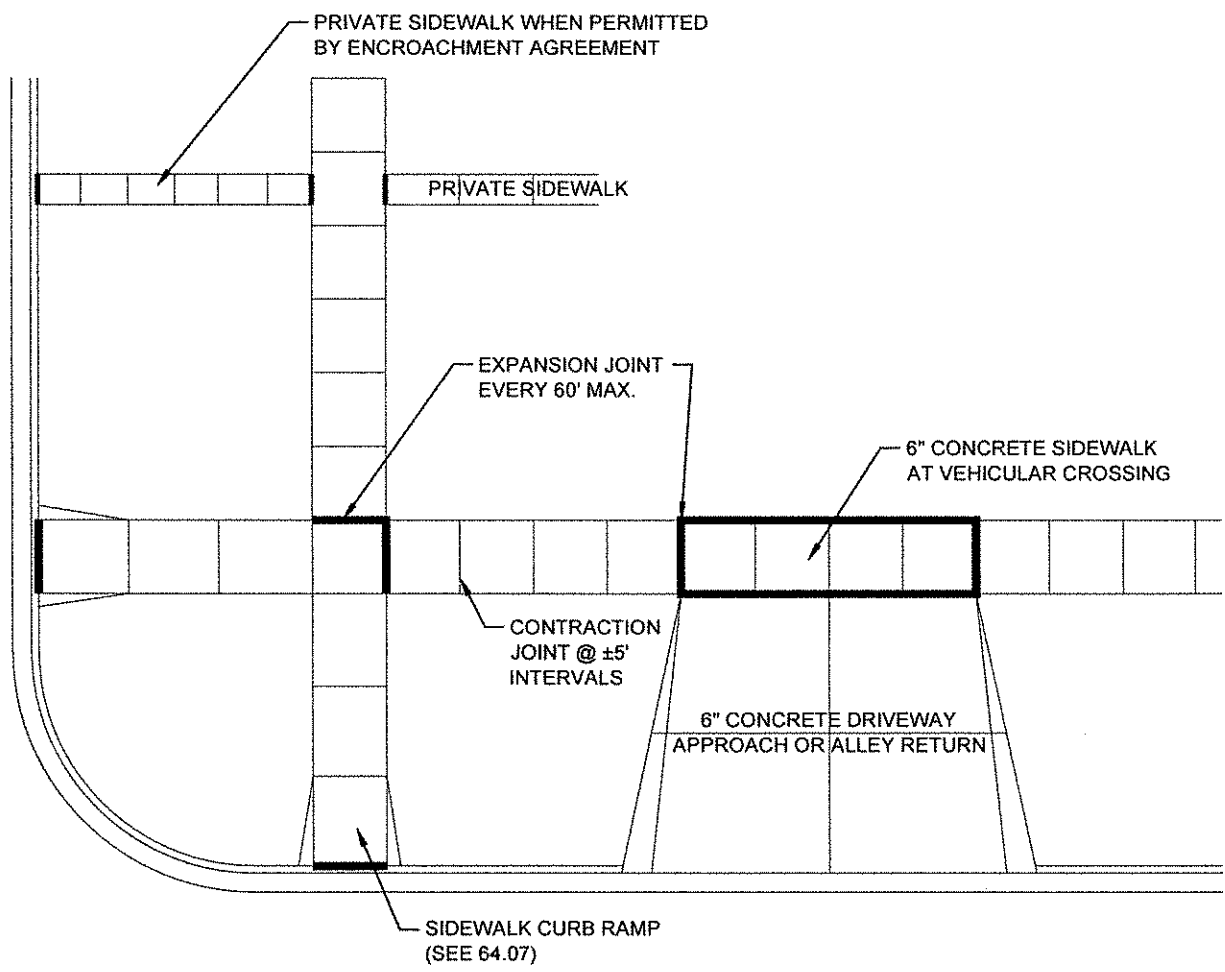 PRIVATE SIDEWALK WHEN PERMITTED
BY ENCROACHMENT AGREEMENT
PRIVATE SIDEWALK
EXPANSION JOINT
EVERY 60' MAX.
6" CONCRETE SIDEWALK
AT VEHICULAR CROSSING
CONTRACTION
JOINT @ ±5'
INTERVALS
6" CONCRETE DRIVEWAY
APPROACH OR ALLEY RETURN
SIDEWALK CURB RAMP
(SEE 64.07)